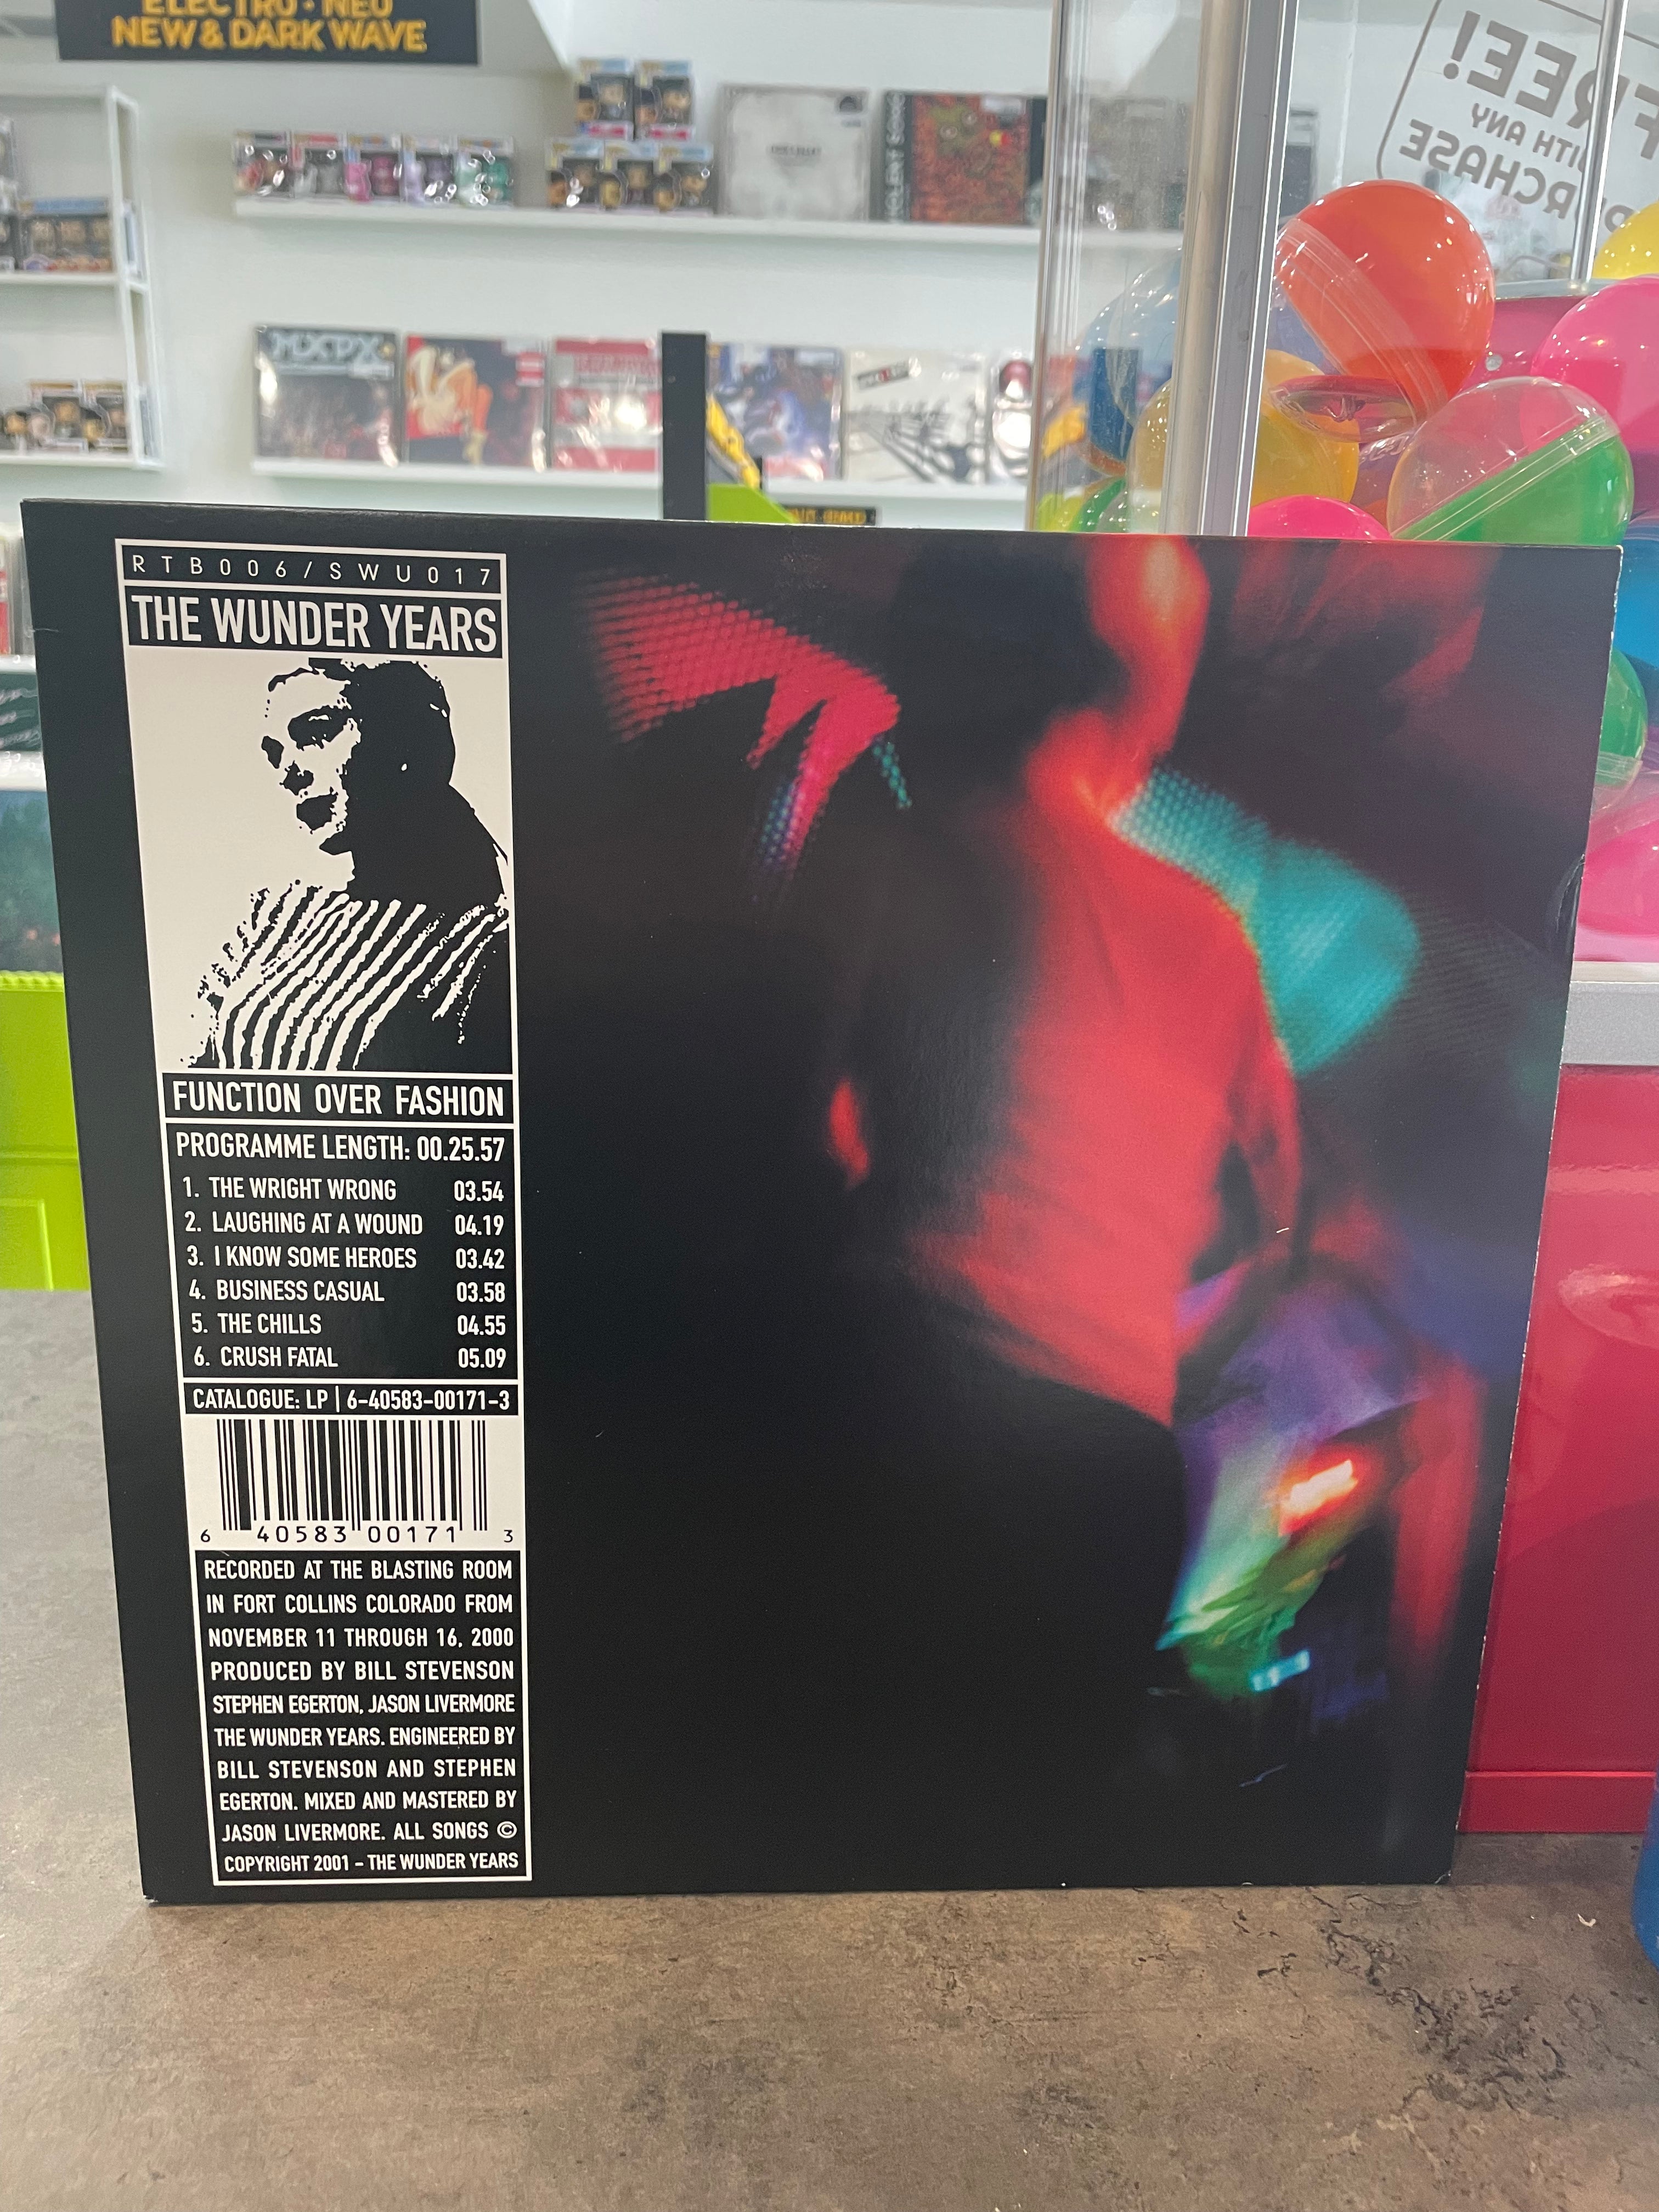 ELECTRO • NEU
NEW & DARK WAVE
FREE!
WITH ANY
PURCHASE
MXPX
RTB006/SWU017
THE WUNDER YEARS
FUNCTION OVER FASHION
PROGRAMME LENGTH: 00.25.57
1. THE WRIGHT WRONG 03.54
2. LAUGHING AT A WOUND 04.19
3. I KNOW SOME HEROES 03.42
4. BUSINESS CASUAL 03.58
5. THE CHILLS 04.55
6. CRUSH FATAL 05.09
CATALOGUE: LP | 6-40583-00171-3
6 40583 00171 3
RECORDED AT THE BLASTING ROOM
IN FORT COLLINS COLORADO FROM
NOVEMBER 11 THROUGH 16, 2000
PRODUCED BY BILL STEVENSON
STEPHEN EGERTON, JASON LIVERMORE
THE WUNDER YEARS. ENGINEERED BY
BILL STEVENSON AND STEPHEN
EGERTON. MIXED AND MASTERED BY
JASON LIVERMORE. ALL SONGS ©
COPYRIGHT 2001 – THE WUNDER YEARS